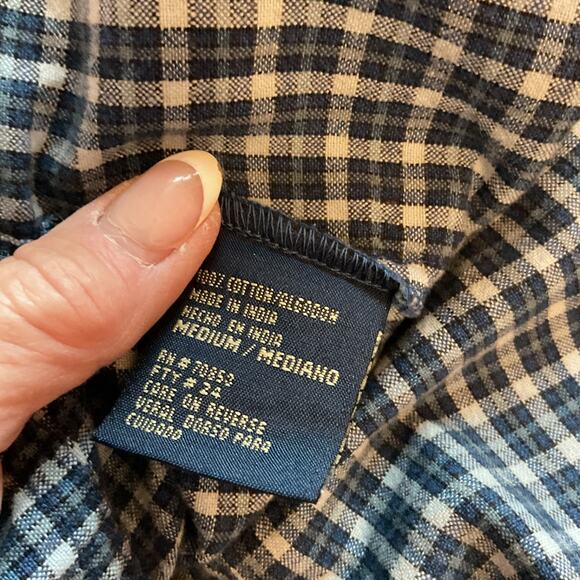 COTTON/ALGODON
MADE IN INDIA
HECHO EN INDIA
MEDIUM / MEDIANO
RN # 70852
FTY # 24
CARE ON REVERSE
VERAL DORSO PARA
CUIDADO